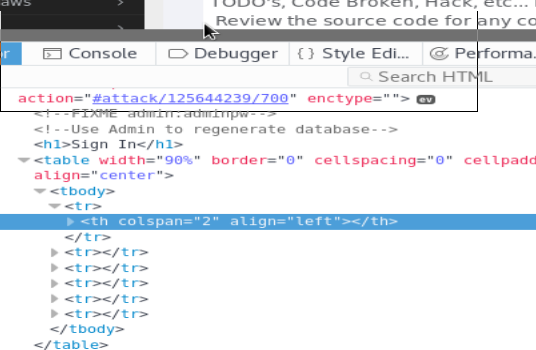 aws >
TODO's, Code Broken, Hack, etc...
Review the source code for any co
or Console Debugger {} Style Edi... Performa.
Search HTML
action="#attack/125644239/700" enctype=""> ev
<!--FIXME admin:adminpw-->
<!--Use Admin to regenerate database-->
<h1>Sign In</h1>
<table width="90%" border="0" cellspacing="0" cellpadd
align="center">
<tbody>
<tr>
<th colspan="2" align="left"></th>
</tr>
<tr></tr>
<tr></tr>
<tr></tr>
<tr></tr>
<tr></tr>
</tbody>
</table>